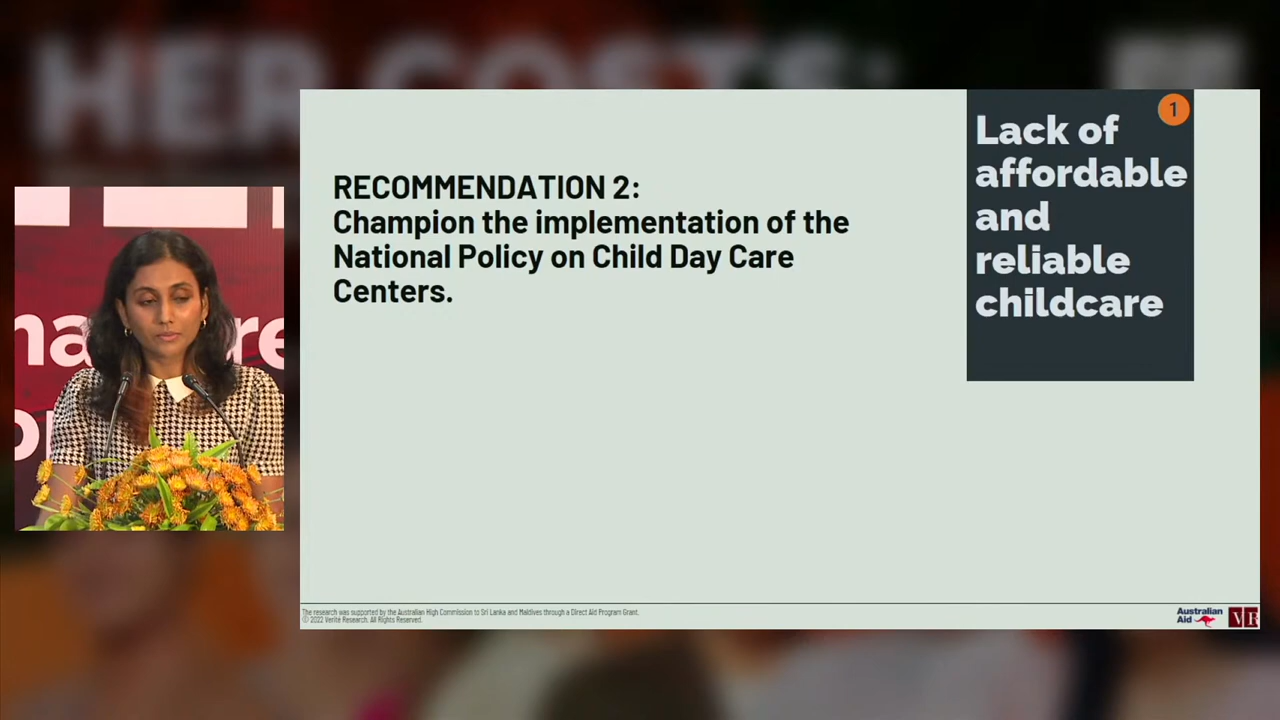 HER COSTS:
RECOMMENDATION 2:
Champion the implementation of the
National Policy on Child Day Care
Centers.
1
Lack of
affordable
and
reliable
childcare
The research was supported by the Australian High Commission to Sri Lanka and Maldives through a Direct Aid Program Grant.
© 2022 Verité Research. All Rights Reserved.
Australian
Aid
VR